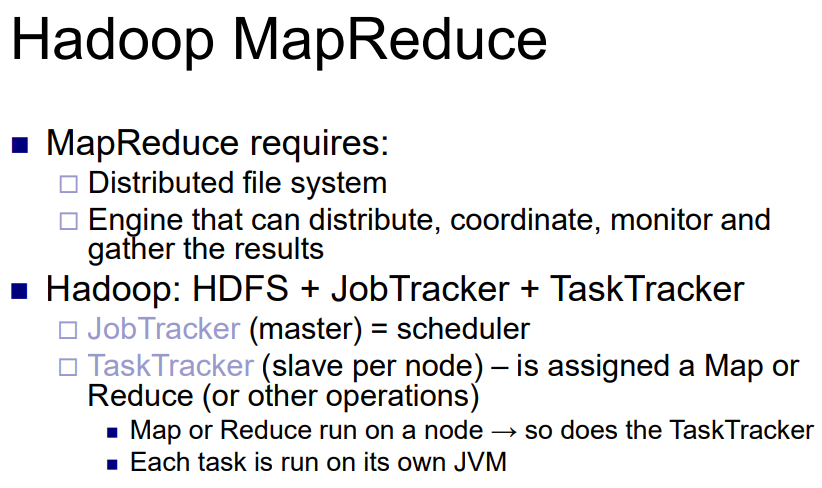 Hadoop MapReduce
MapReduce requires:
Distributed file system
Engine that can distribute, coordinate, monitor and
gather the results
Hadoop: HDFS + JobTracker + TaskTracker
JobTracker (master) = scheduler
TaskTracker (slave per node) – is assigned a Map or
Reduce (or other operations)
Map or Reduce run on a node → so does the TaskTracker
Each task is run on its own JVM